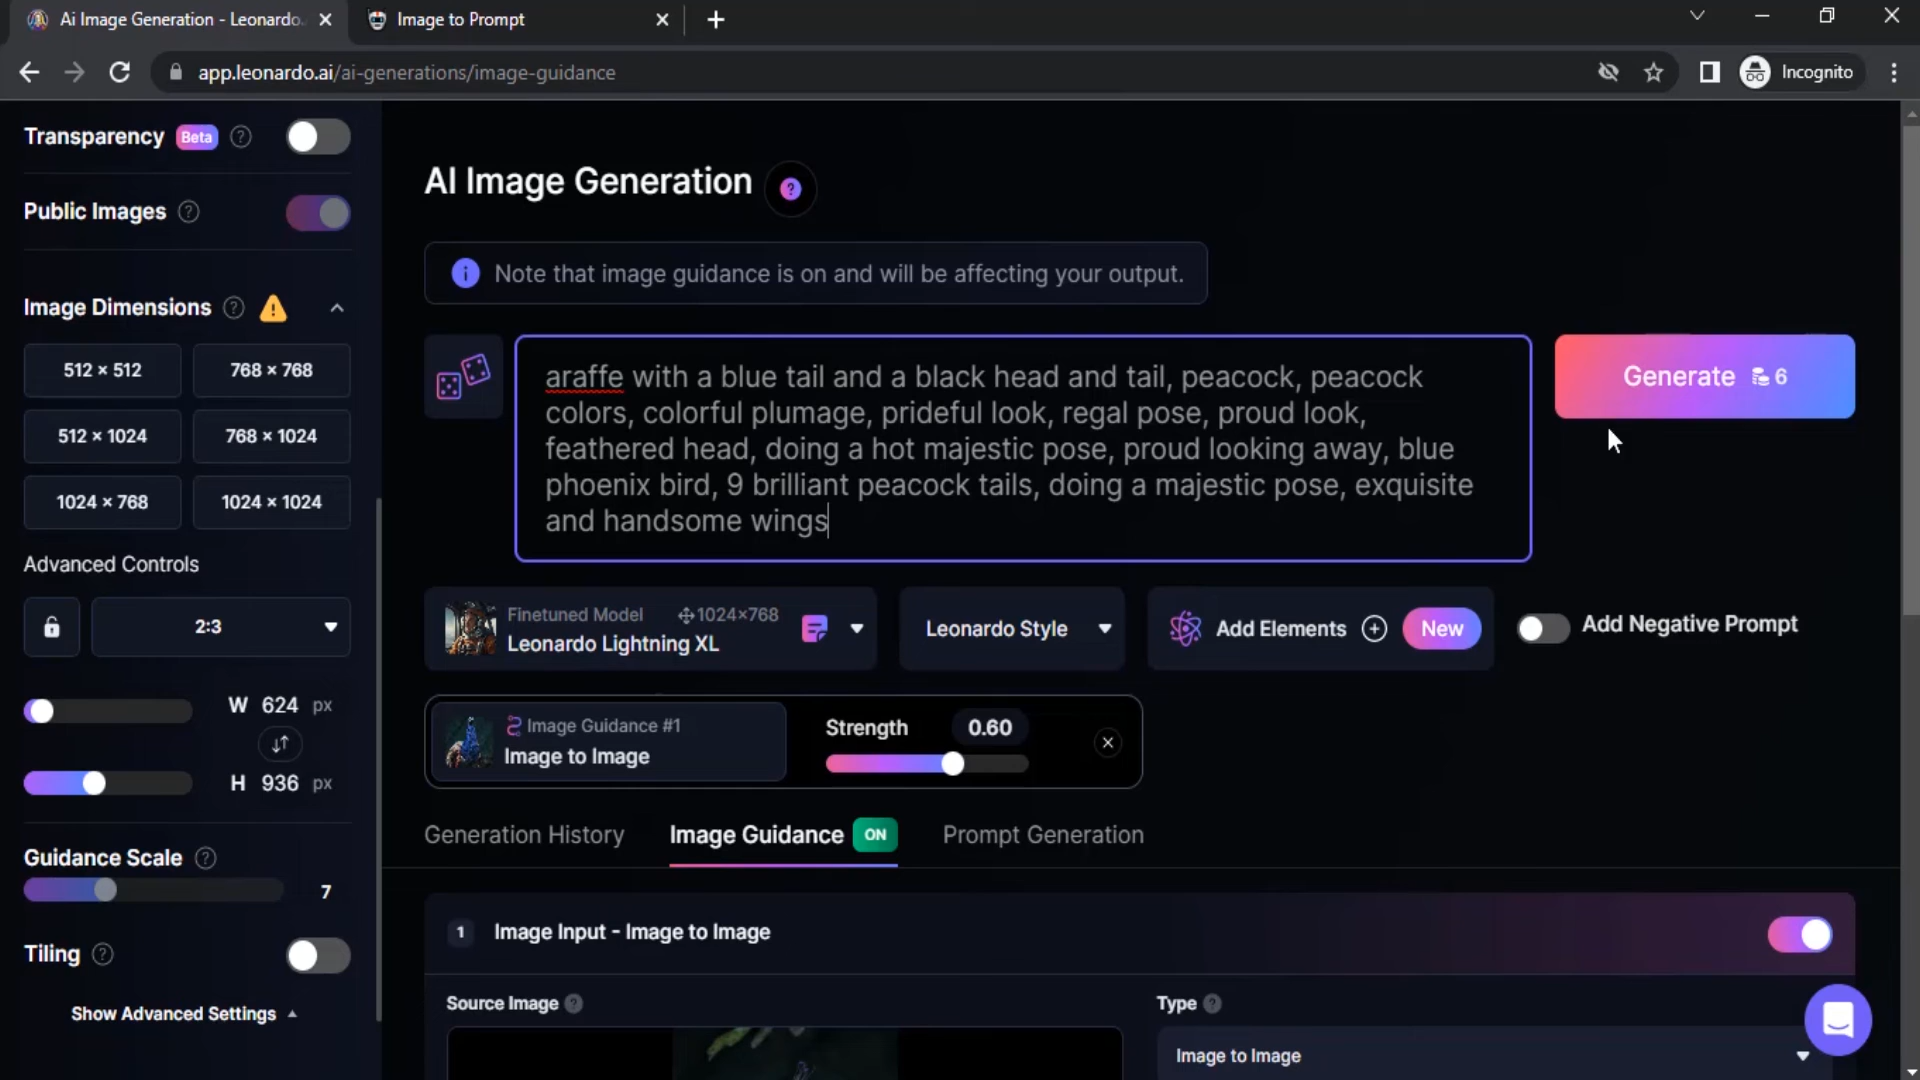 Ai Image Generation - Leonardo.
Image to Prompt
app.leonardo.ai/ai-generations/image-guidance
Incognito
Transparency Beta
Public Images
Image Dimensions
512 × 512
768 × 768
512 × 1024
768 × 1024
1024 × 768
1024 × 1024
Advanced Controls
2:3
W 624 px
H 936 px
Guidance Scale
7
Tiling
Show Advanced Settings
AI Image Generation
Note that image guidance is on and will be affecting your output.
araffe with a blue tail and a black head and tail, peacock, peacock
colors, colorful plumage, prideful look, regal pose, proud look,
feathered head, doing a hot majestic pose, proud looking away, blue
phoenix bird, 9 brilliant peacock tails, doing a majestic pose, exquisite
and handsome wings
Generate 6
Finetuned Model 1024×768
Leonardo Lightning XL
Leonardo Style
Add Elements
New
Add Negative Prompt
Image Guidance #1
Image to Image
Strength 0.60
Generation History
Image Guidance ON
Prompt Generation
1 Image Input - Image to Image
Source Image
Type
Image to Image